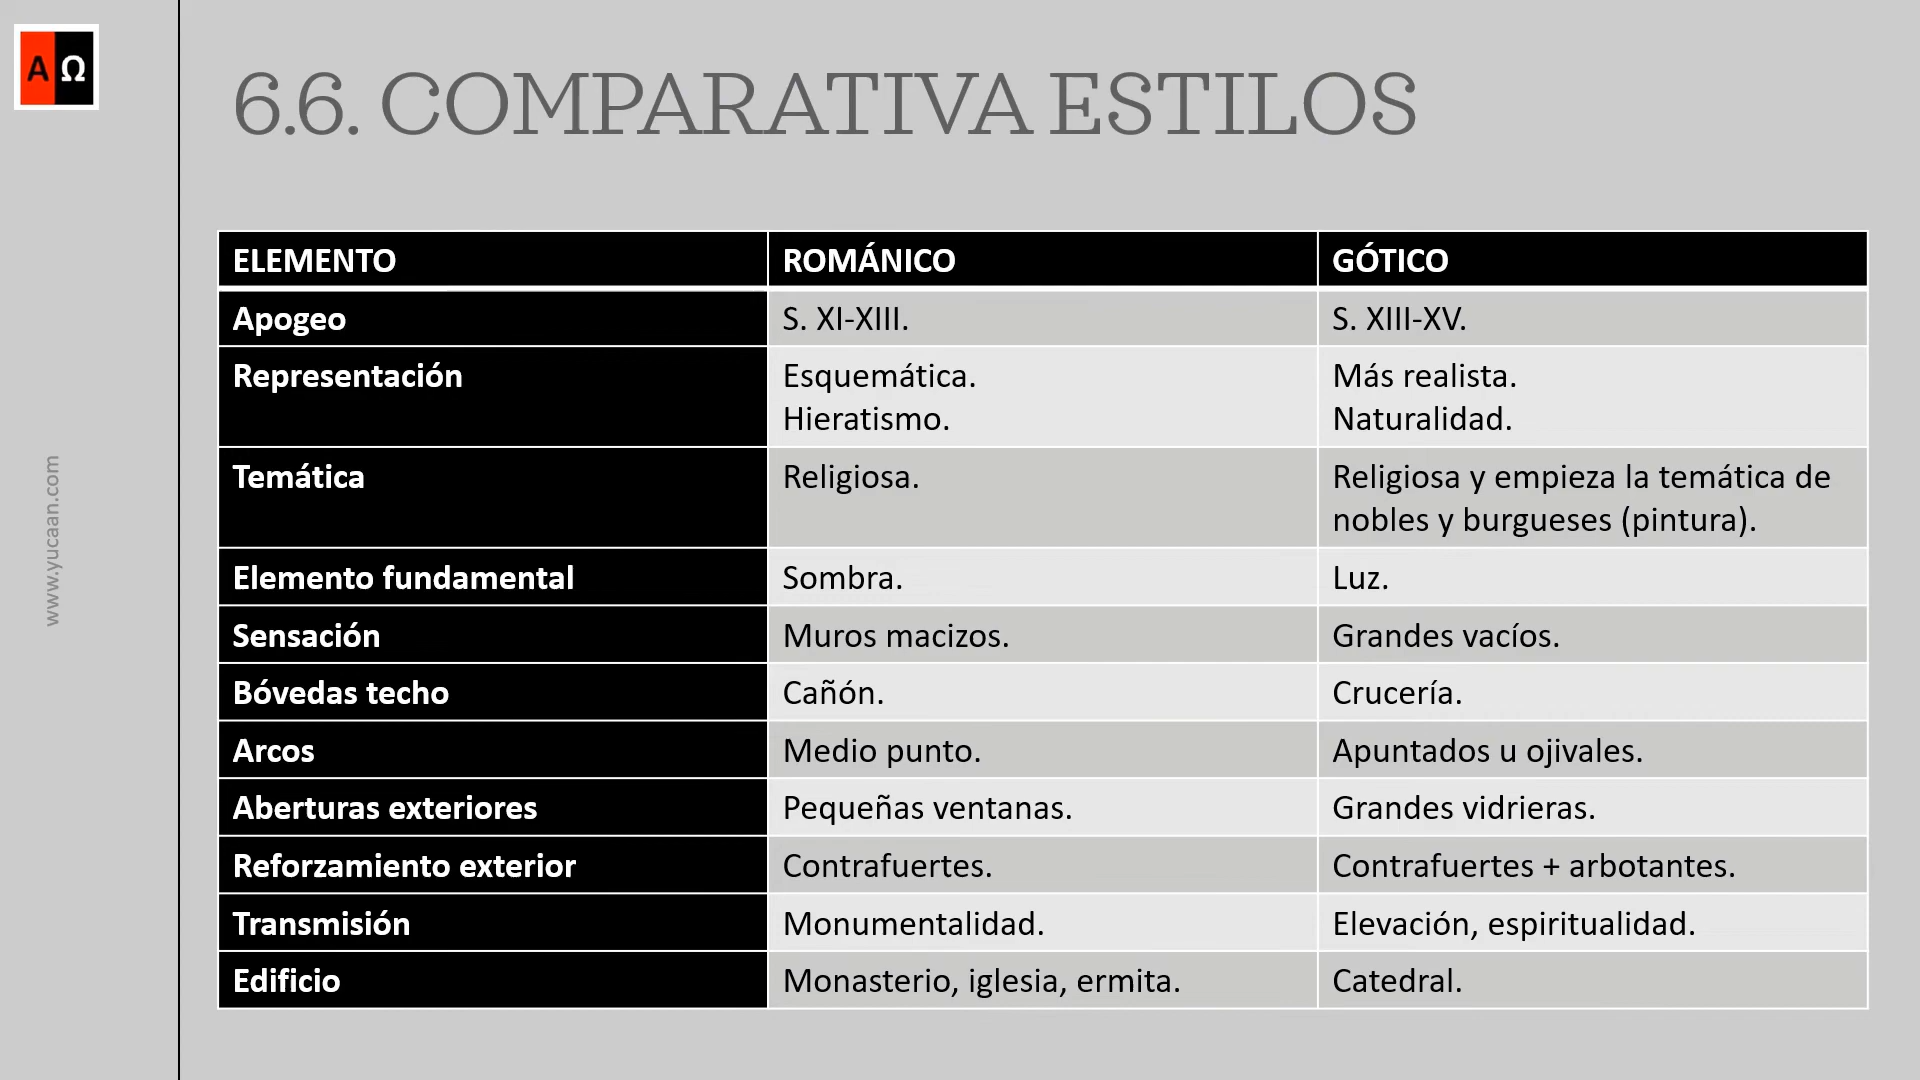 A Ω
6.6. COMPARATIVA ESTILOS
ELEMENTO ROMÁNICO GÓTICO
Apogeo S. XI-XIII. S. XIII-XV.
Representación Esquemática. Más realista.
Hieratismo. Naturalidad.
Temática Religiosa. Religiosa y empieza la temática de
nobles y burgueses (pintura).
Elemento fundamental Sombra. Luz.
Sensación Muros macizos. Grandes vacíos.
Bóvedas techo Cañón. Crucería.
Arcos Medio punto. Apuntados u ojivales.
Aberturas exteriores Pequeñas ventanas. Grandes vidrieras.
Reforzamiento exterior Contrafuertes. Contrafuertes + arbotantes.
Transmisión Monumentalidad. Elevación, espiritualidad.
Edificio Monasterio, iglesia, ermita. Catedral.
www.yucaan.com